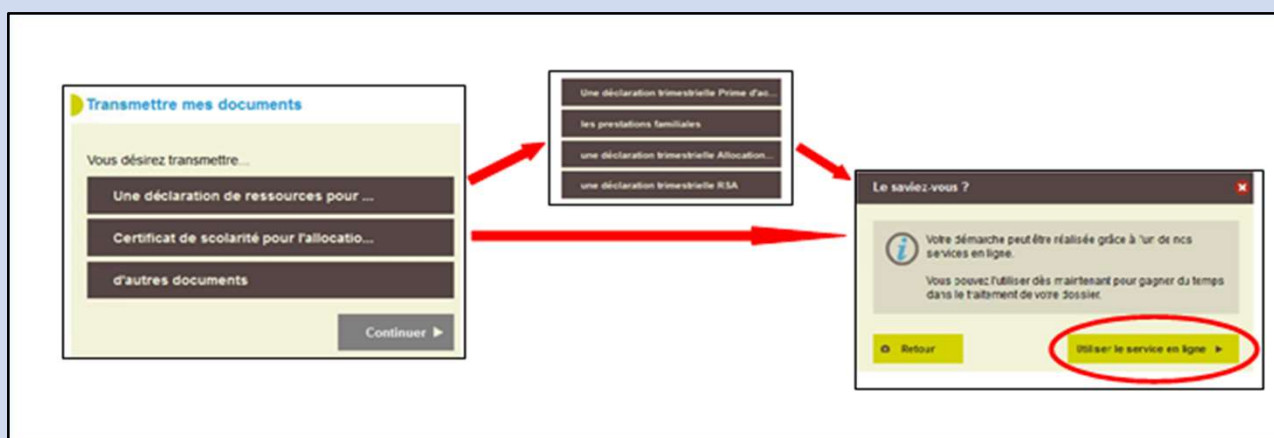 Transmettre mes documents
Vous désirez transmettre...
Une déclaration de ressources pour ...
Certificat de scolarité pour l'allocatio...
d'autres documents
Continuer
Une déclaration trimestrielle Prime d'ac...
les prestations familiales
une déclaration trimestrielle Allocation...
une déclaration trimestrielle RSA
Le saviez-vous ?
Votre démarche peut être réalisée grâce à l'un de nos
services en ligne.
Vous pouvez l'utiliser dès maintenant pour gagner du temps
dans le traitement de votre dossier.
Retour
Utiliser le service en ligne